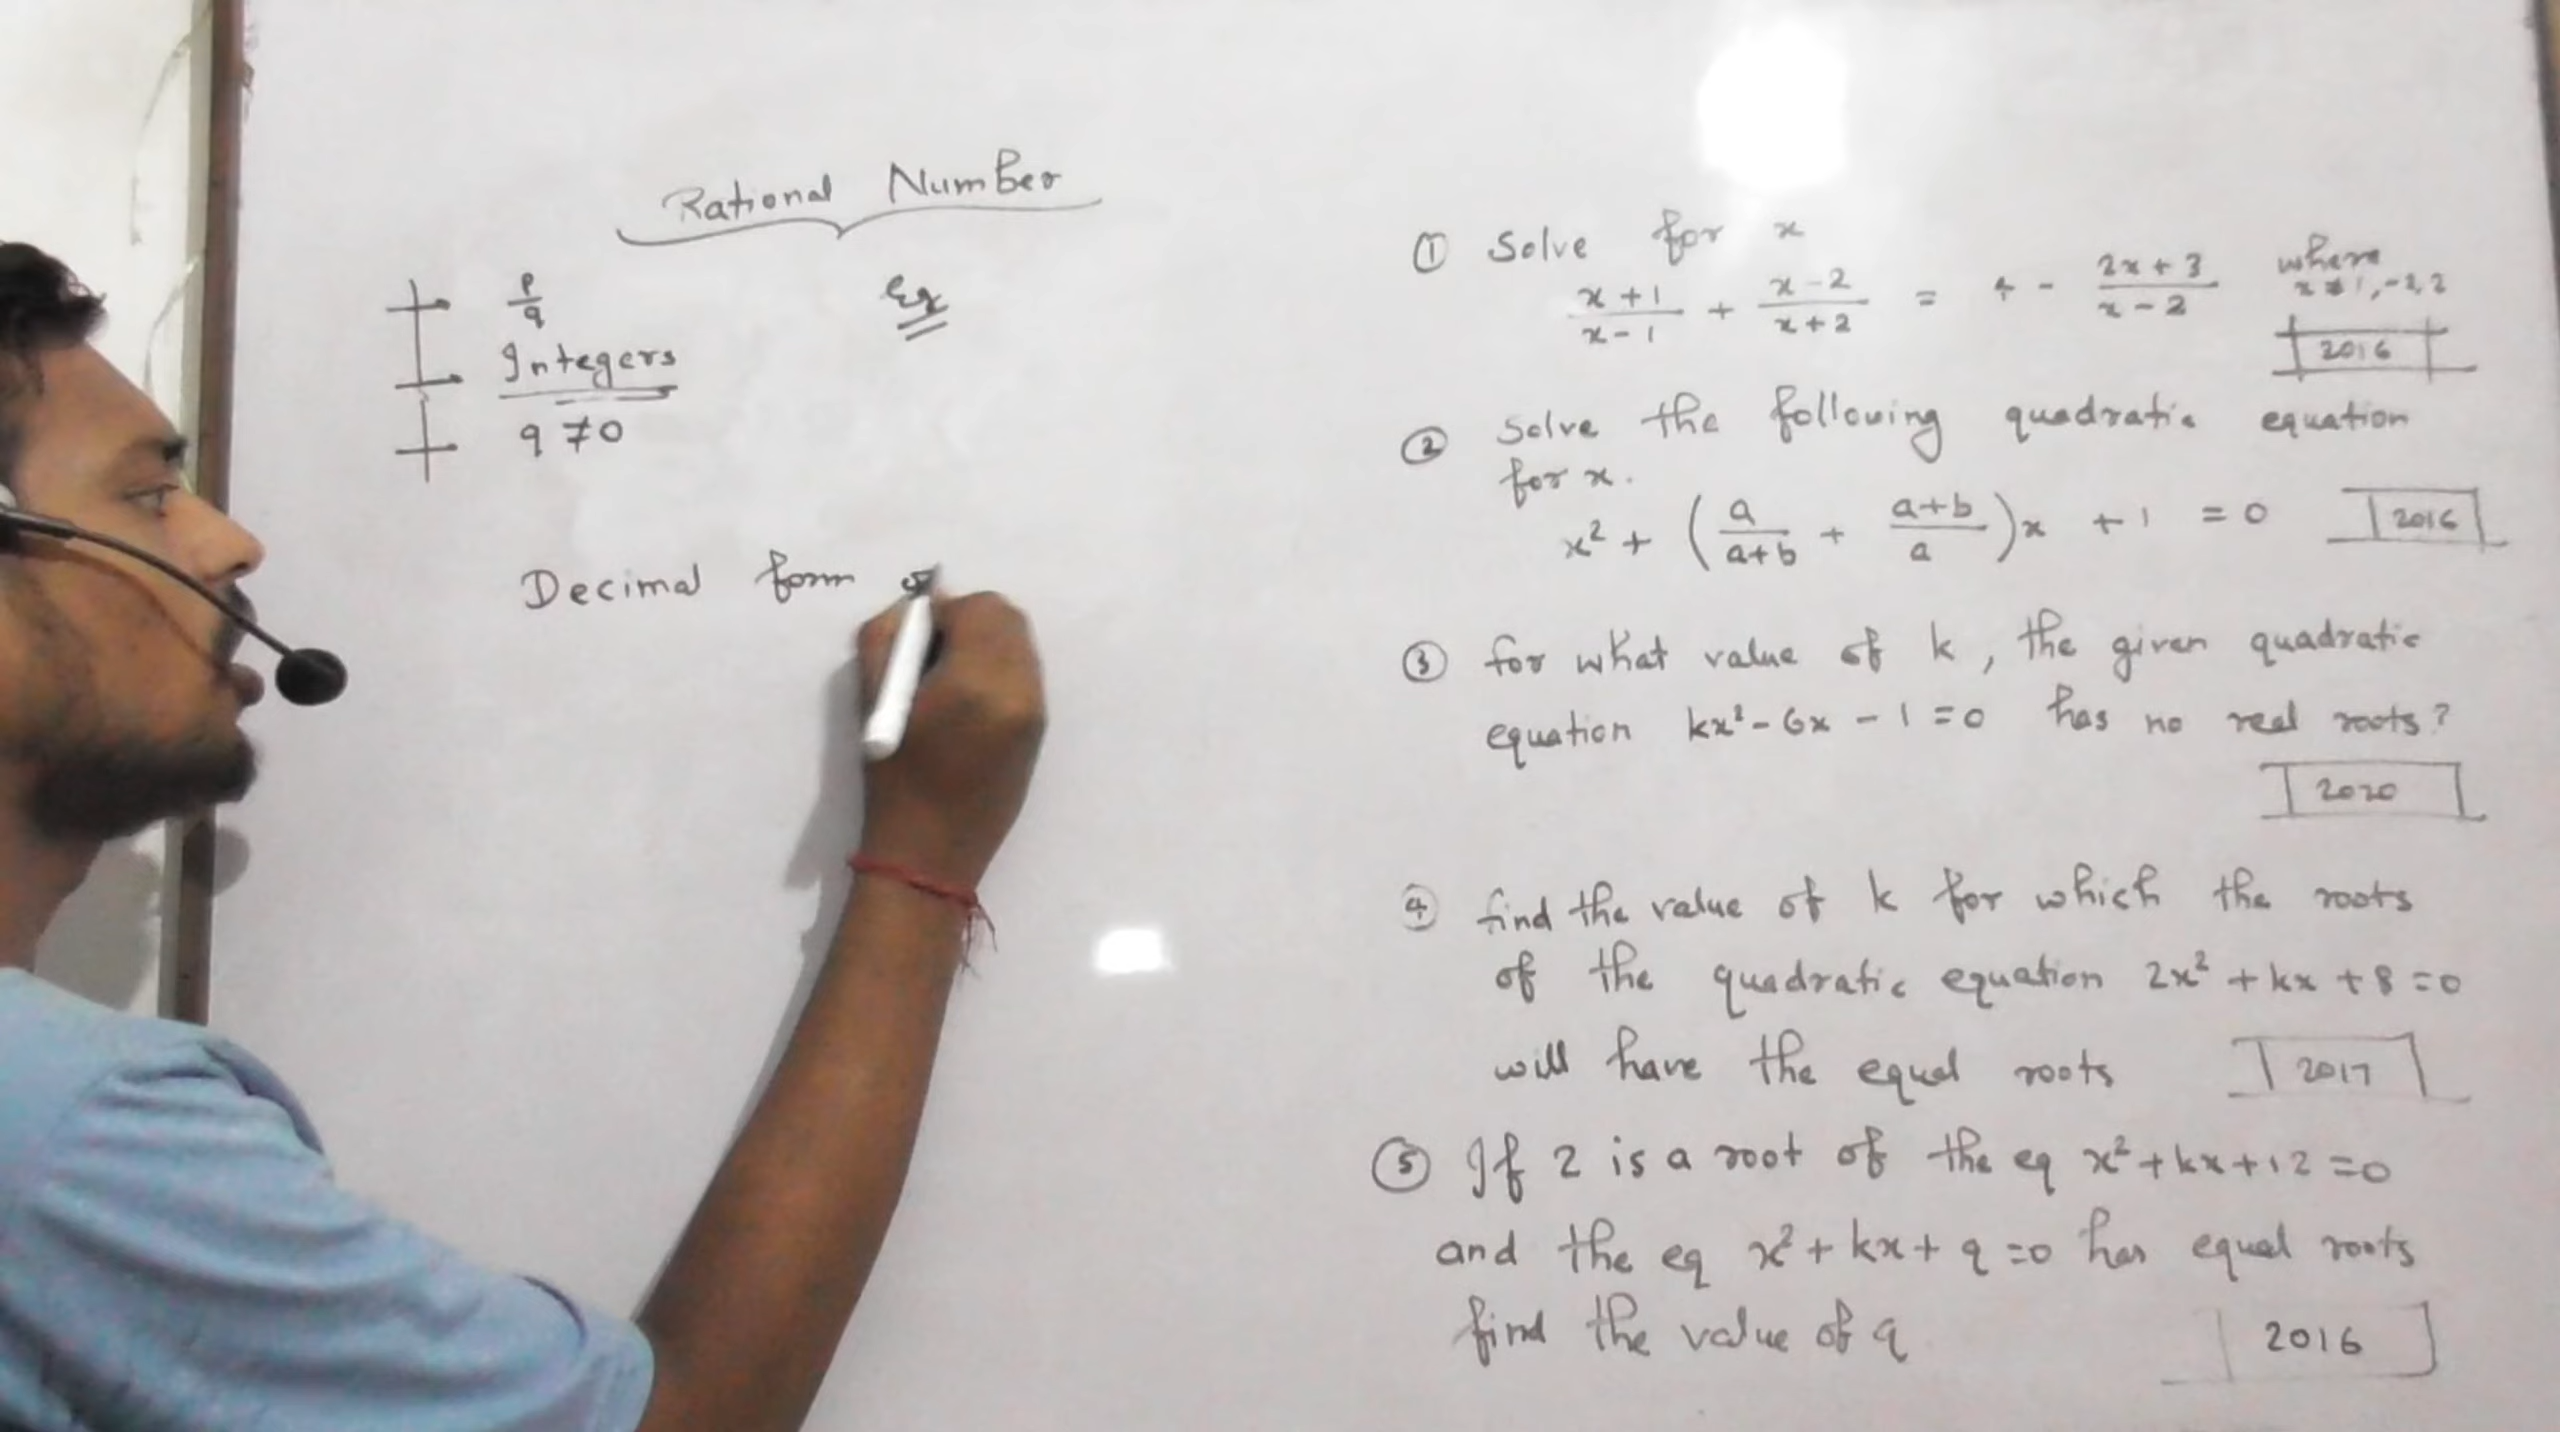 Rational Number
p/q
Ex
Integers
q ≠ 0
Decimal form
① Solve for x
(x+1)/(x-1) + (x-2)/(x+2) = 4 - (2x+3)/(x-2) where x ≠ 1, -2, 2
2016
② Solve the following quadratic equation
for x.
x² + (a/(a+b) + (a+b)/a)x + 1 = 0
2016
③ for what value of k, the given quadratic
equation kx² - 6x - 1 = 0 has no real roots?
2020
④ find the value of k for which the roots
of the quadratic equation 2x² + kx + 8 = 0
will have the equal roots
2017
⑤ If 2 is a root of the eq x² + kx + 12 = 0
and the eq x² + kx + q = 0 has equal roots
find the value of q
2016